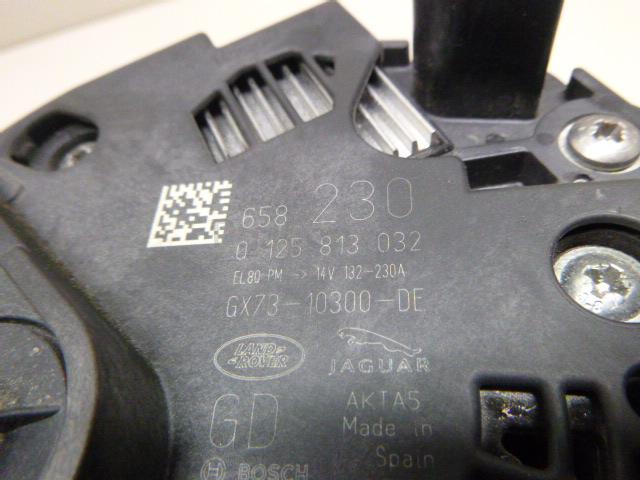 658 230
0 125 813 032
EL80-PM -> 14V 132-230A
GX73-10300-DE
LAND ROVER JAGUAR
GD AKTA5
Made in
Spain
BOSCH